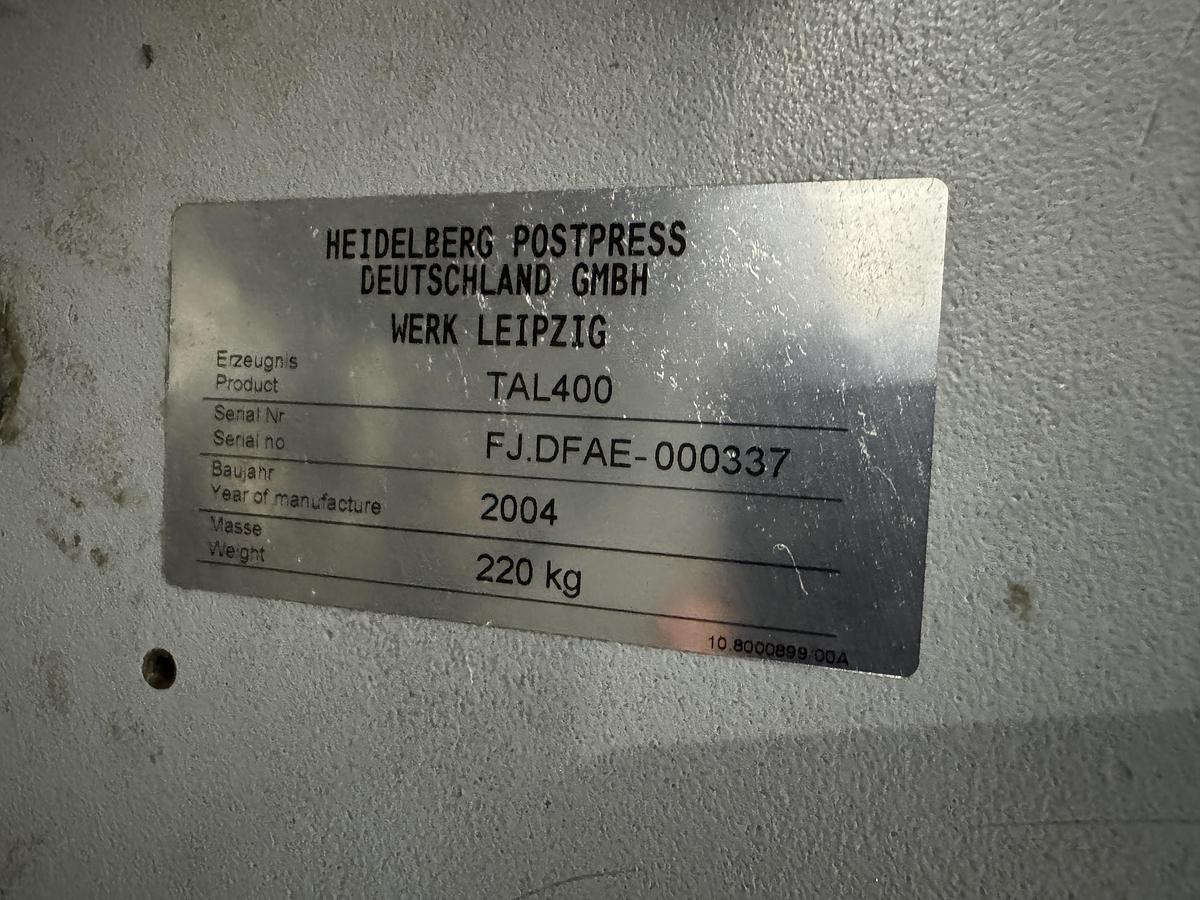 HEIDELBERG POSTPRESS
DEUTSCHLAND GMBH
WERK LEIPZIG
Erzeugnis
Product TAL400
Serial Nr
Serial no FJ.DFAE-000337
Baujahr
Year of manufacture 2004
Masse
Weight 220 kg
10.8000899/00A